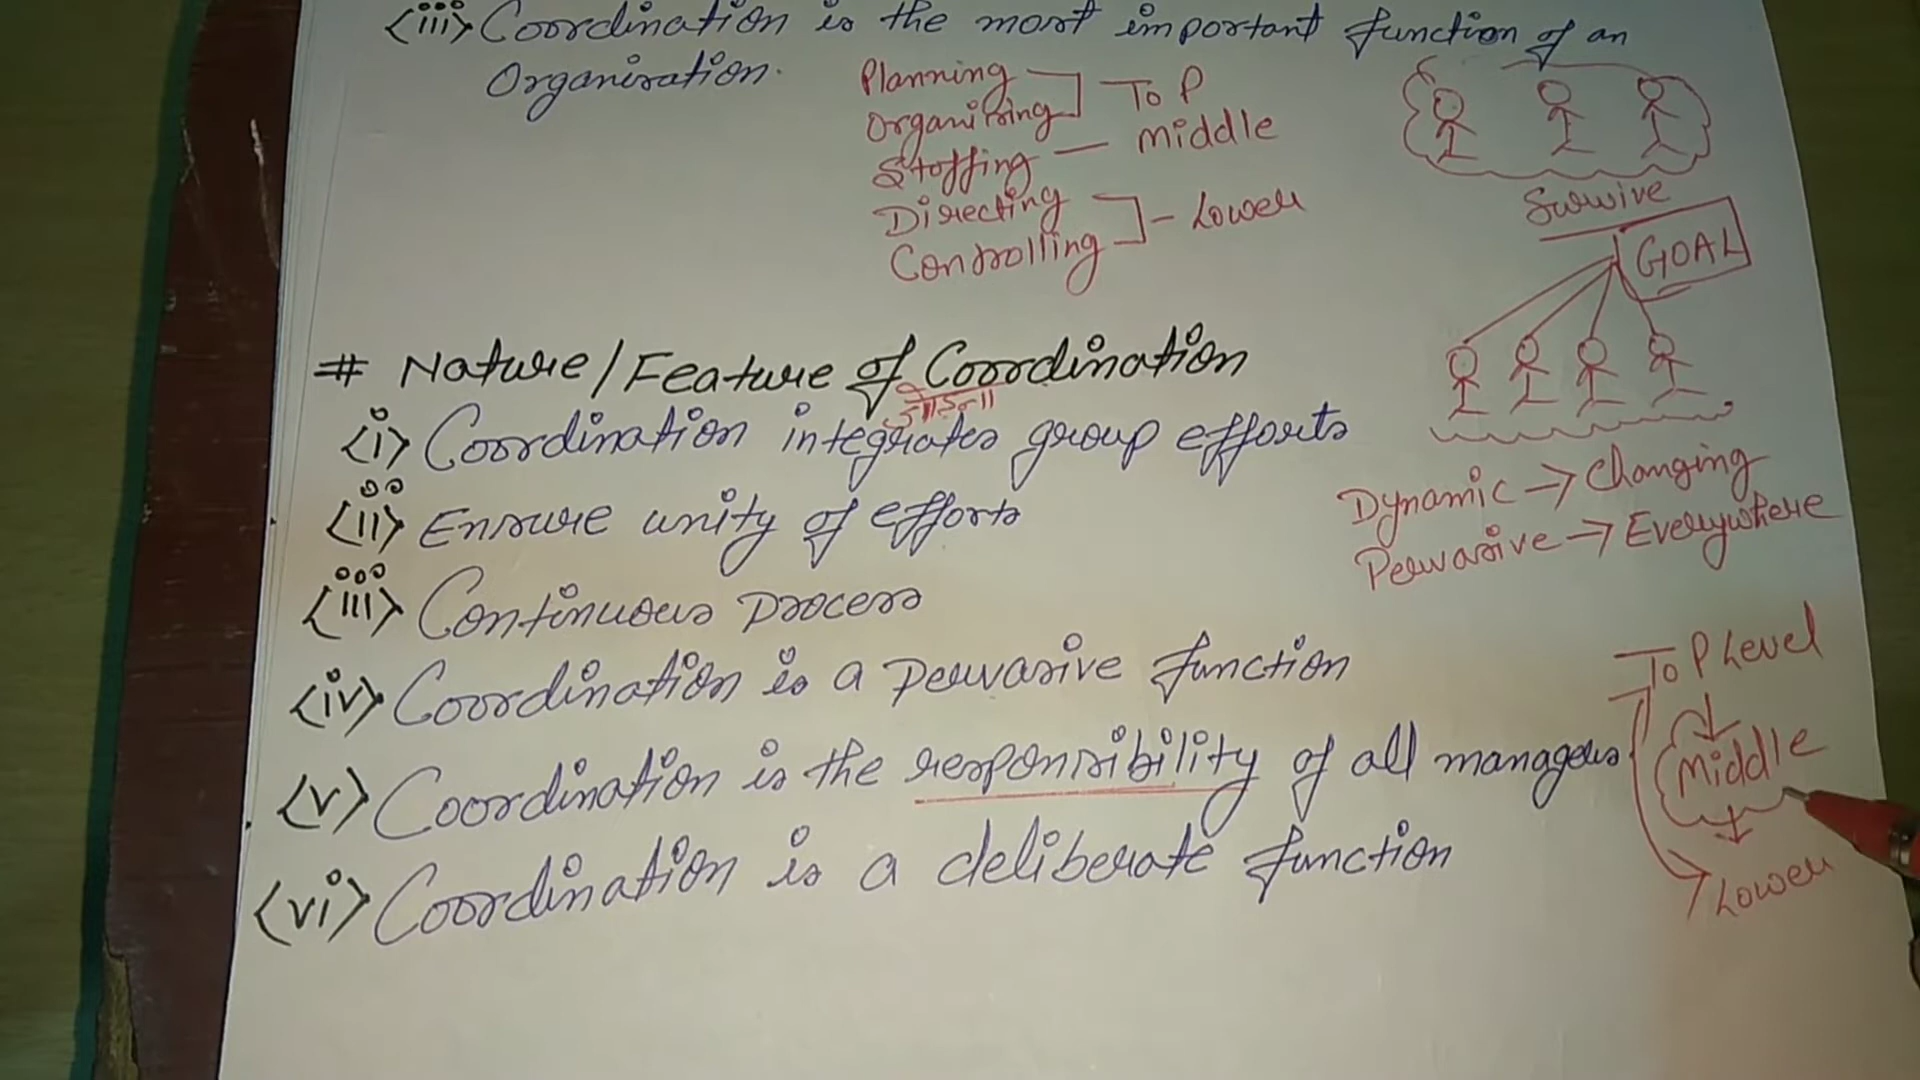 <iii> Coordination is the most important function of an
Organisation.
Planning
Organising
Top
Staffing
middle
Directing
Controlling
Lower
Survive
GOAL
# Nature/Feature of Coordination
<i> Coordination integrates group efforts
<ii> Ensure unity of efforts
<iii> Continuous process
<iv> Coordination is a pervasive function
<v> Coordination is the responsibility of all managers
<vi> Coordination is a deliberate function
Dynamic → Changing
Pervasive → Everywhere
Top Level
Middle
Lower